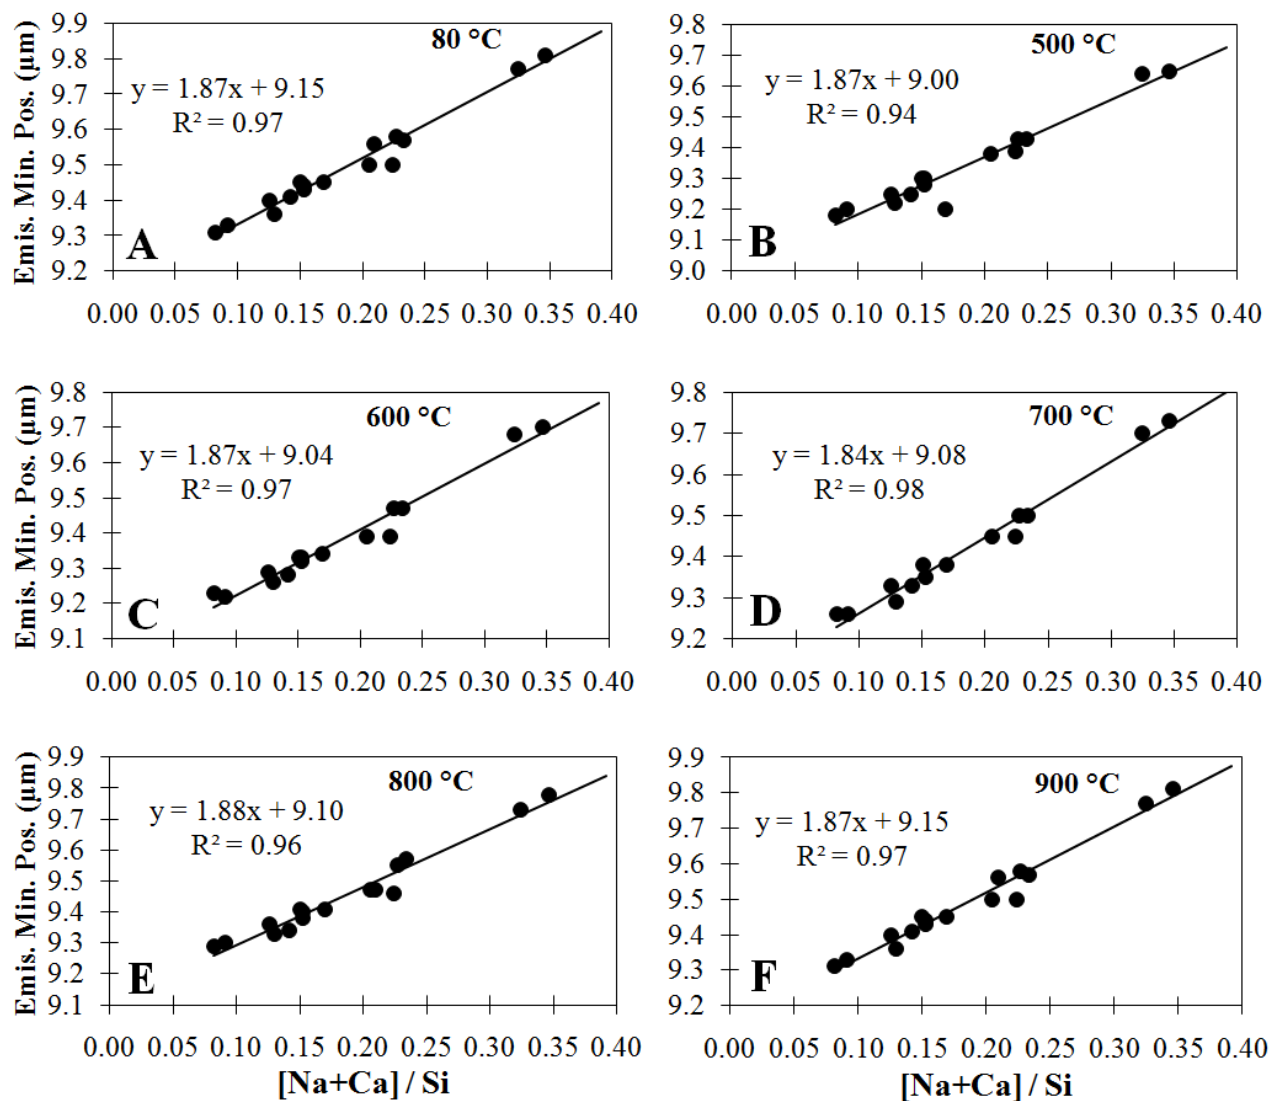 Emis. Min. Pos. (µm)
9.9
9.8
9.7
9.6
9.5
9.4
9.3
9.2
80 °C
y = 1.87x + 9.15
R² = 0.97
A
0.00 0.05 0.10 0.15 0.20 0.25 0.30 0.35 0.40
9.8
9.7
9.6
9.5
9.4
9.3
9.2
9.1
9.0
500 °C
y = 1.87x + 9.00
R² = 0.94
B
0.00 0.05 0.10 0.15 0.20 0.25 0.30 0.35 0.40
Emis. Min. Pos. (µm)
9.8
9.7
9.6
9.5
9.4
9.3
9.2
9.1
600 °C
y = 1.87x + 9.04
R² = 0.97
C
0.00 0.05 0.10 0.15 0.20 0.25 0.30 0.35 0.40
9.8
9.7
9.6
9.5
9.4
9.3
9.2
700 °C
y = 1.84x + 9.08
R² = 0.98
D
0.00 0.05 0.10 0.15 0.20 0.25 0.30 0.35 0.40
Emis. Min. Pos. (µm)
9.9
9.8
9.7
9.6
9.5
9.4
9.3
9.2
9.1
800 °C
y = 1.88x + 9.10
R² = 0.96
E
0.00 0.05 0.10 0.15 0.20 0.25 0.30 0.35 0.40
[Na+Ca] / Si
9.9
9.8
9.7
9.6
9.5
9.4
9.3
9.2
900 °C
y = 1.87x + 9.15
R² = 0.97
F
0.00 0.05 0.10 0.15 0.20 0.25 0.30 0.35 0.40
[Na+Ca] / Si